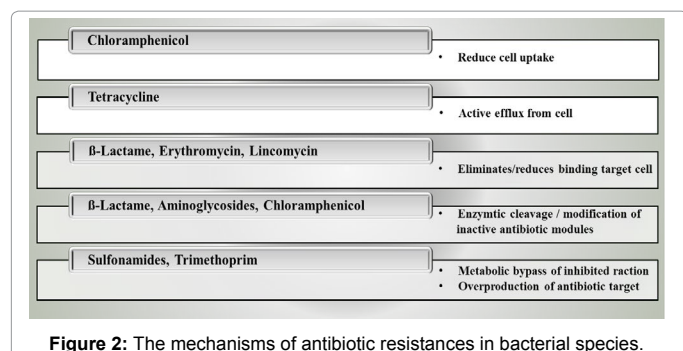 Chloramphenicol
• Reduce cell uptake
Tetracycline
• Active efflux from cell
ß-Lactame, Erythromycin, Lincomycin
• Eliminates/reduces binding target cell
ß-Lactame, Aminoglycosides, Chloramphenicol
• Enzymtic cleavage / modification of
inactive antibiotic modules
Sulfonamides, Trimethoprim
• Metabolic bypass of inhibited raction
• Overproduction of antibiotic target
Figure 2: The mechanisms of antibiotic resistances in bacterial species.